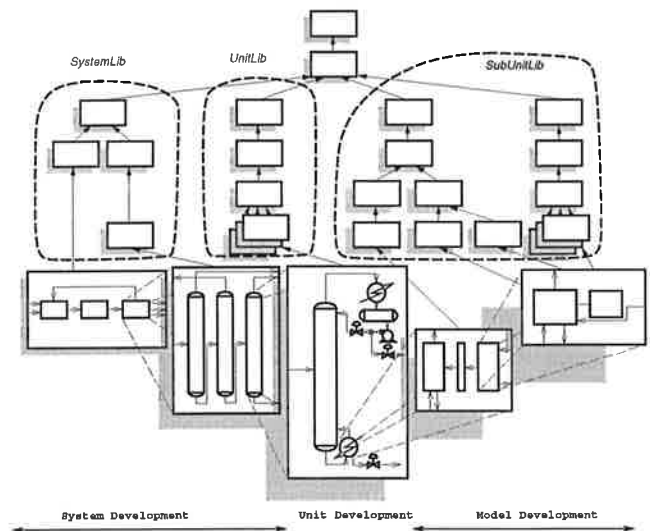 SystemLib
UnitLib
SubUnitLib
System Development
Unit Development
Model Development